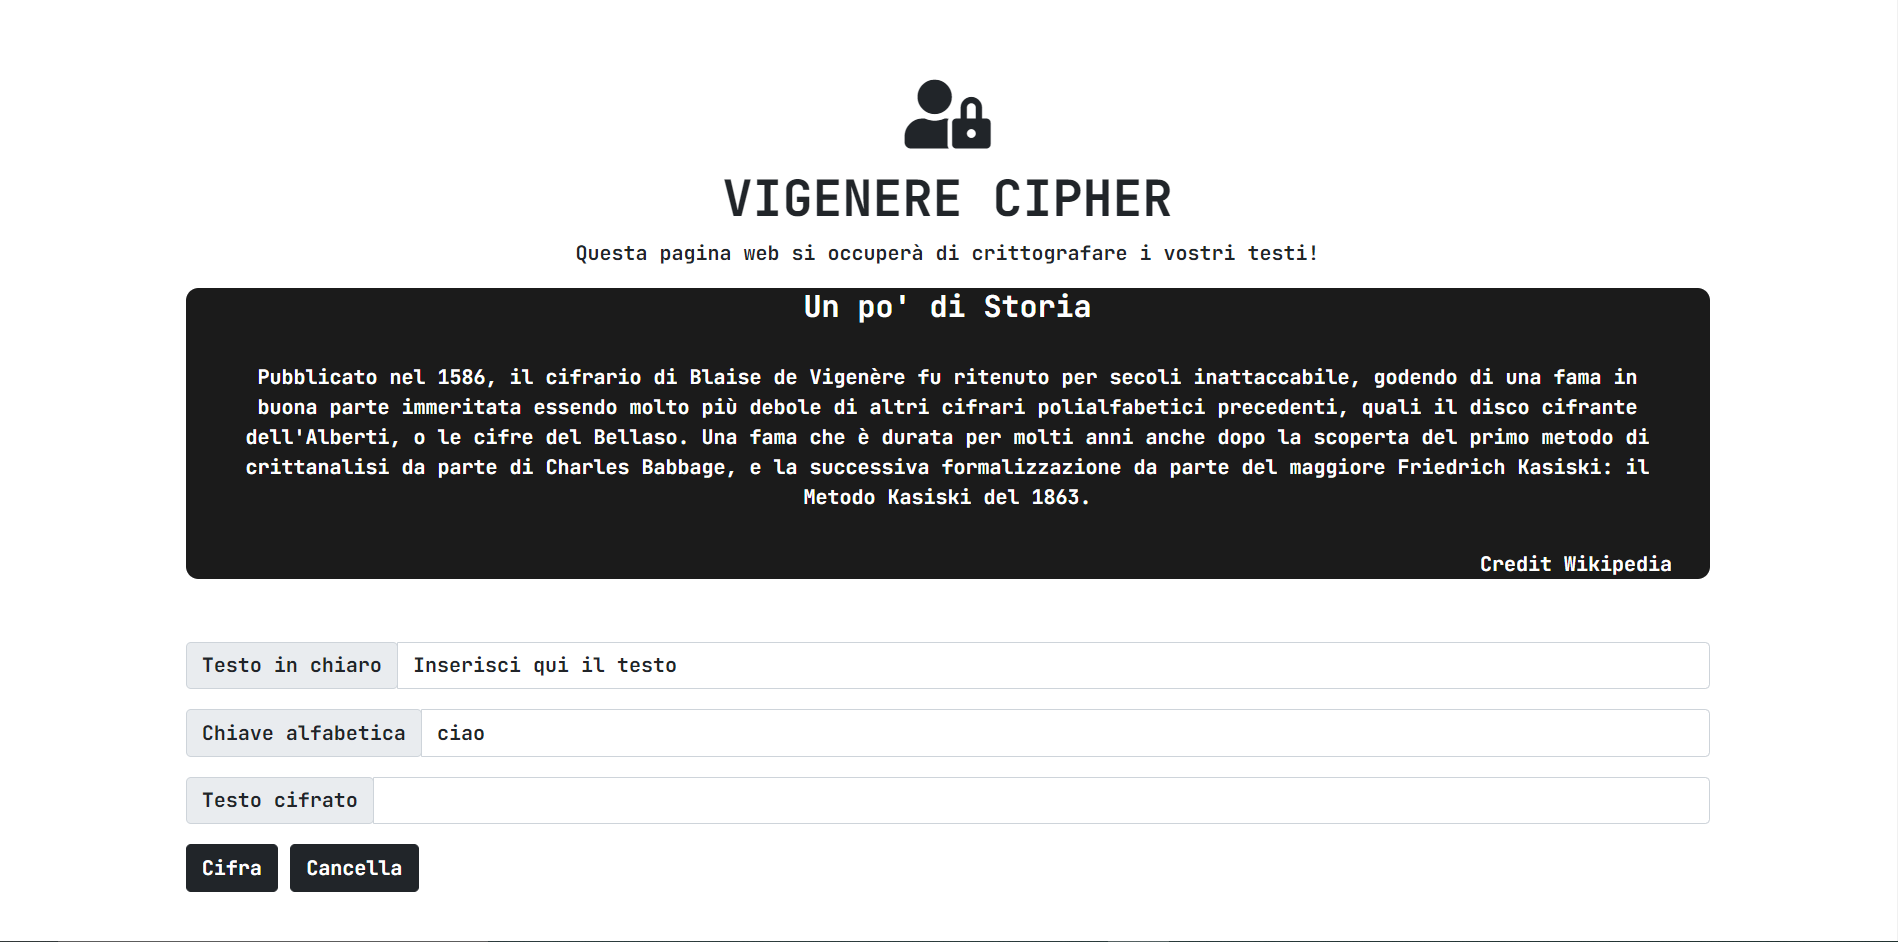 VIGENERE CIPHER
Questa pagina web si occuperà di crittografare i vostri testi!
Un po' di Storia
Pubblicato nel 1586, il cifrario di Blaise de Vigenère fu ritenuto per secoli inattaccabile, godendo di una fama in
buona parte immeritata essendo molto più debole di altri cifrari polialfabetici precedenti, quali il disco cifrante
dell'Alberti, o le cifre del Bellaso. Una fama che è durata per molti anni anche dopo la scoperta del primo metodo di
crittanalisi da parte di Charles Babbage, e la successiva formalizzazione da parte del maggiore Friedrich Kasiski: il
Metodo Kasiski del 1863.
Credit Wikipedia
Testo in chiaro Inserisci qui il testo
Chiave alfabetica ciao
Testo cifrato
Cifra Cancella